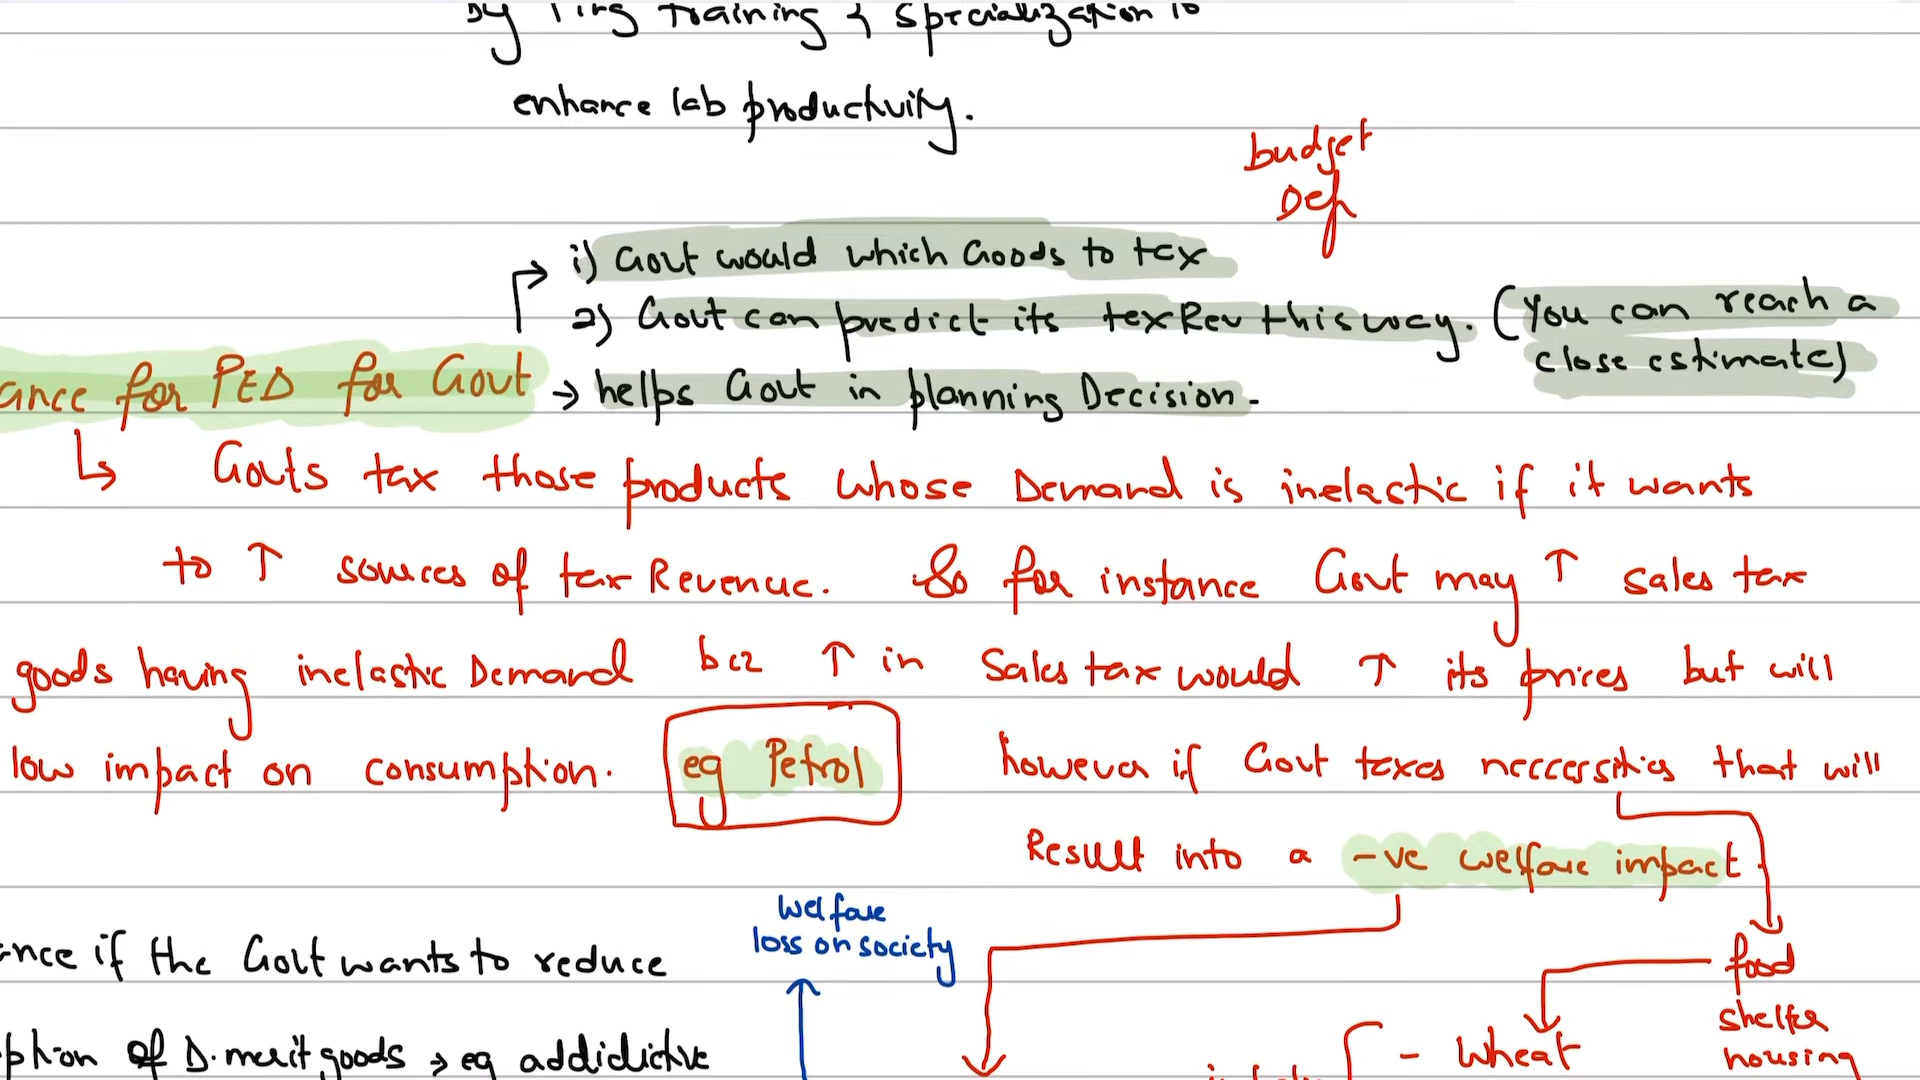 training & specialization to
enhance lab productivity.
budget
Def
i) Govt would which Goods to tax
2) Govt can predict its tax Rev this way. (You can reach a
close estimate)
ance for PED for Govt → helps Govt in planning Decision.
↳ Govts tax those products whose Demand is inelastic if it wants
to ↑ sources of tax Revenue. So for instance Govt may ↑ sales tax
goods having inelastic Demand bcz ↑ in Sales tax would ↑ its prices but will
low impact on consumption. eg Petrol however if Govt taxes neccersities that will
Result into a -ve welfare impact
welfare
loss on society
ance if the Govt wants to reduce
food
ption of D.merit goods → eg addidictive
- Wheat
shelter
housing